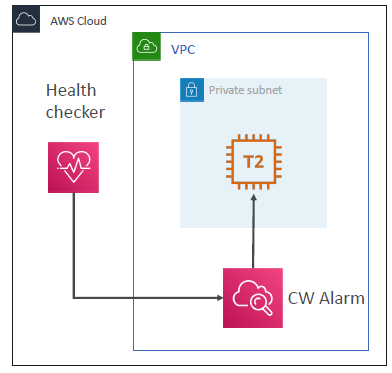 AWS Cloud
VPC
Health
checker
Private subnet
T2
CW Alarm